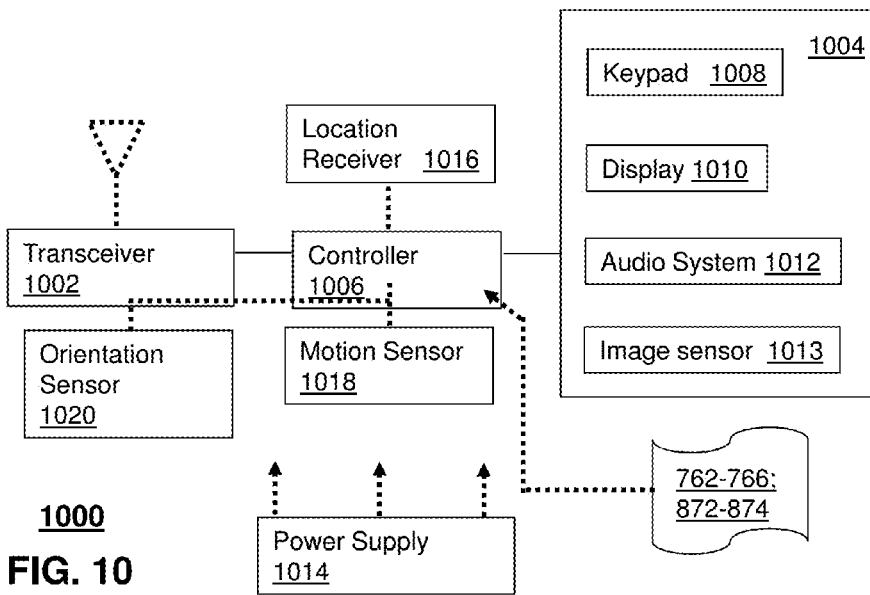 1004
Keypad 1008
Location
Receiver 1016
Display 1010
Transceiver
1002
Controller
1006
Audio System 1012
Orientation
Sensor
1020
Motion Sensor
1018
Image sensor 1013
762-766;
872-874
1000
Power Supply
1014
FIG. 10